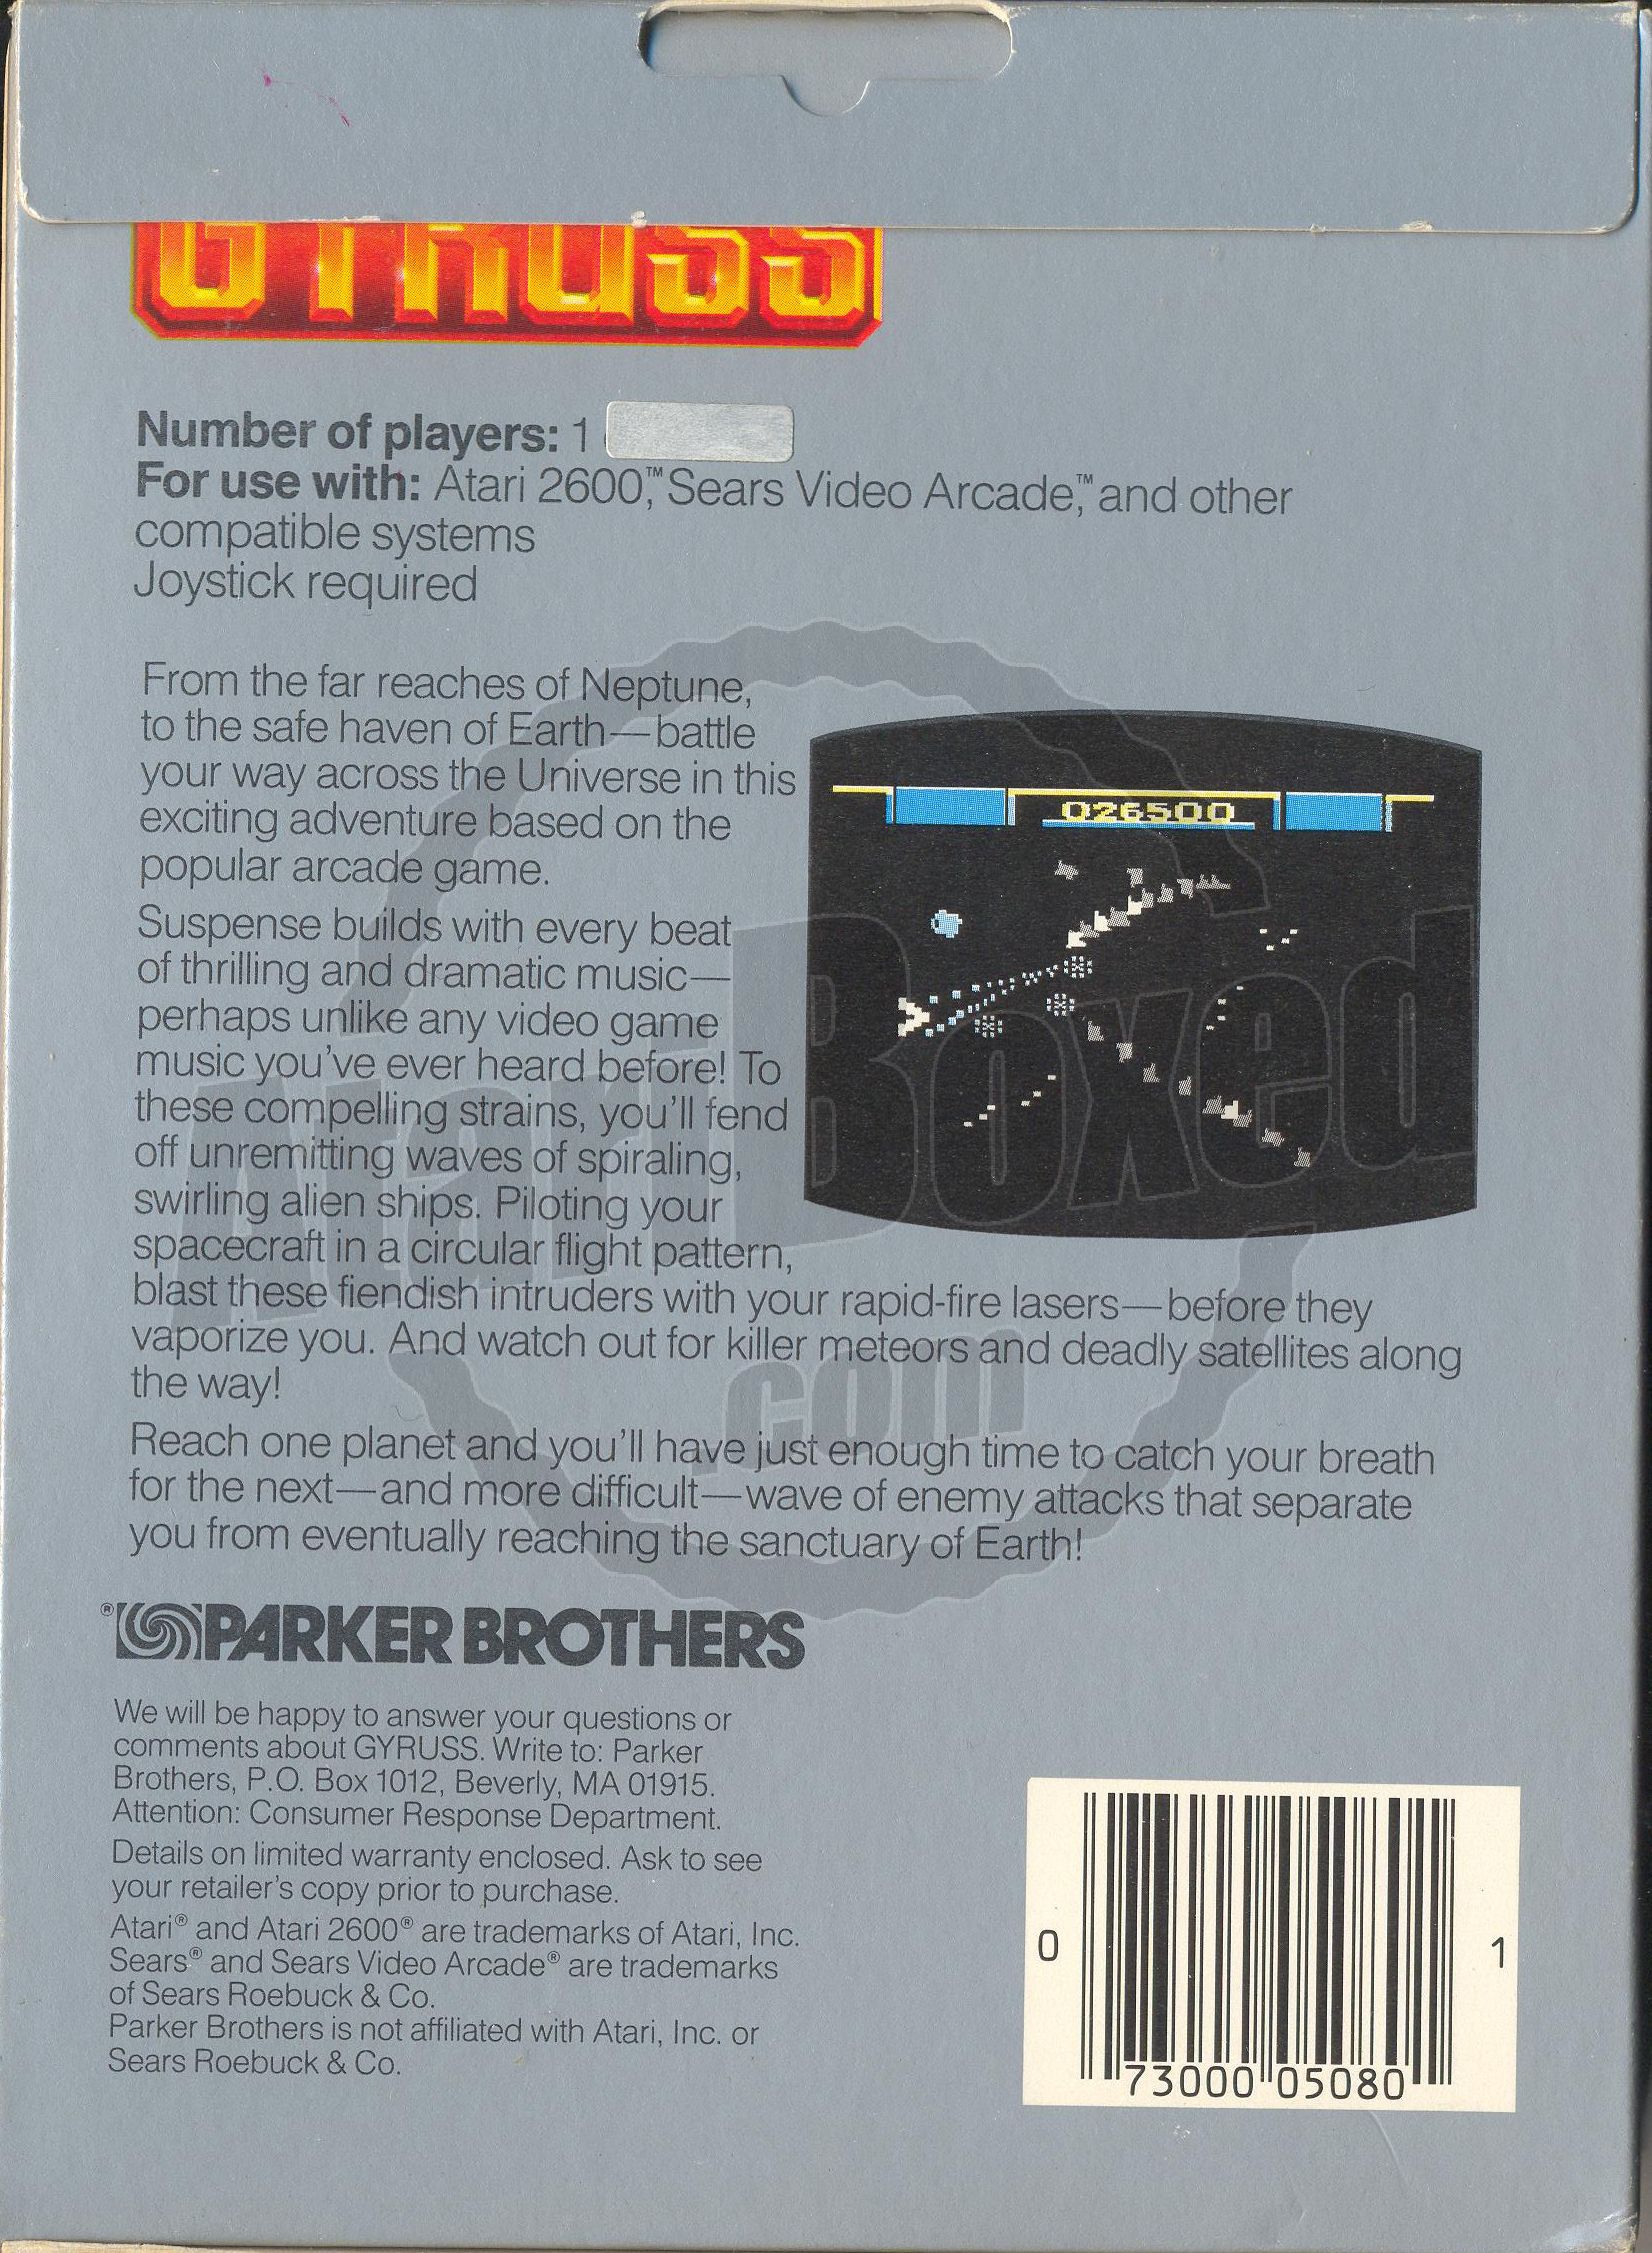 GYRUSS
Number of players: 1
For use with: Atari 2600,™ Sears Video Arcade,™ and other
compatible systems
Joystick required
From the far reaches of Neptune,
to the safe haven of Earth—battle
your way across the Universe in this
exciting adventure based on the
popular arcade game.
026500
Suspense builds with every beat
of thrilling and dramatic music—
perhaps unlike any video game
music you've ever heard before! To
these compelling strains, you'll fend
off unremitting waves of spiraling,
swirling alien ships. Piloting your
spacecraft in a circular flight pattern,
blast these fiendish intruders with your rapid-fire lasers—before they
vaporize you. And watch out for killer meteors and deadly satellites along
the way!
AtariBoxed
.com
Reach one planet and you'll have just enough time to catch your breath
for the next—and more difficult—wave of enemy attacks that separate
you from eventually reaching the sanctuary of Earth!
® PARKER BROTHERS
We will be happy to answer your questions or
comments about GYRUSS. Write to: Parker
Brothers, P.O. Box 1012, Beverly, MA 01915.
Attention: Consumer Response Department.
Details on limited warranty enclosed. Ask to see
your retailer's copy prior to purchase.
Atari® and Atari 2600® are trademarks of Atari, Inc.
Sears® and Sears Video Arcade® are trademarks
of Sears Roebuck & Co.
Parker Brothers is not affiliated with Atari, Inc. or
Sears Roebuck & Co.
0 73000 05080 1